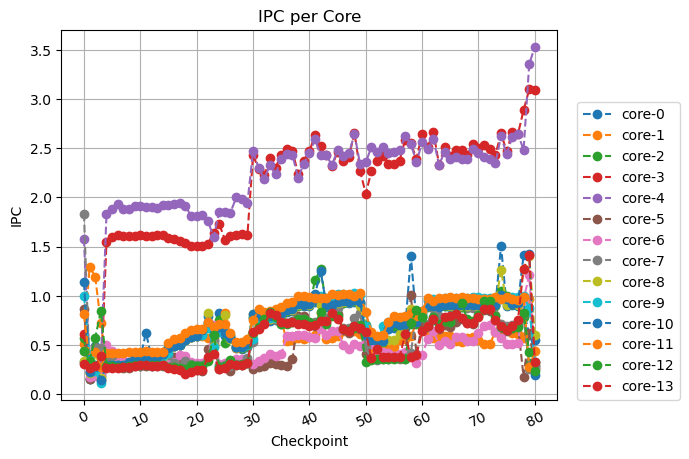 IPC per Core
3.5
3.0
2.5
2.0
1.5
1.0
0.5
0.0
IPC
0 10 20 30 40 50 60 70 80
Checkpoint
core-0
core-1
core-2
core-3
core-4
core-5
core-6
core-7
core-8
core-9
core-10
core-11
core-12
core-13